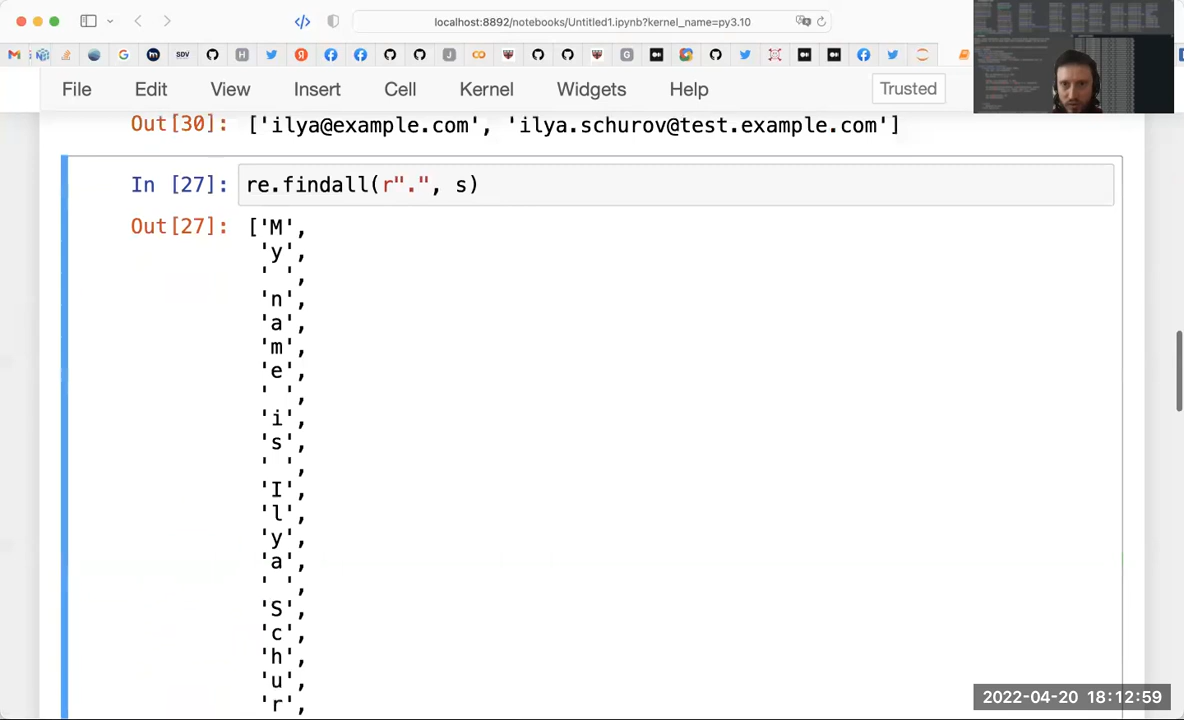 localhost:8892/notebooks/Untitled1.ipynb?kernel_name=py3.10
SDV
File Edit View Insert Cell Kernel Widgets Help Trusted
Out[30]: ['ilya@example.com', 'ilya.schurov@test.example.com']
In [27]: re.findall(r".", s)
Out[27]: ['M',
'y',
' ',
'n',
'a',
'm',
'e',
' ',
'i',
's',
' ',
'I',
'l',
'y',
'a',
' ',
'S',
'c',
'h',
'u',
'r',
2022-04-20 18:12:59